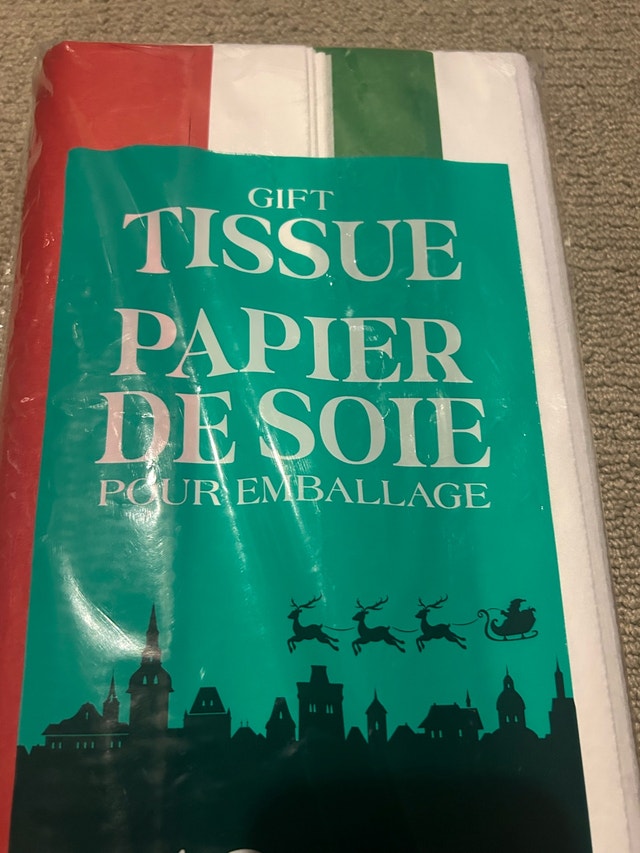 GIFT
TISSUE
PAPIER
DE SOIE
POUR EMBALLAGE